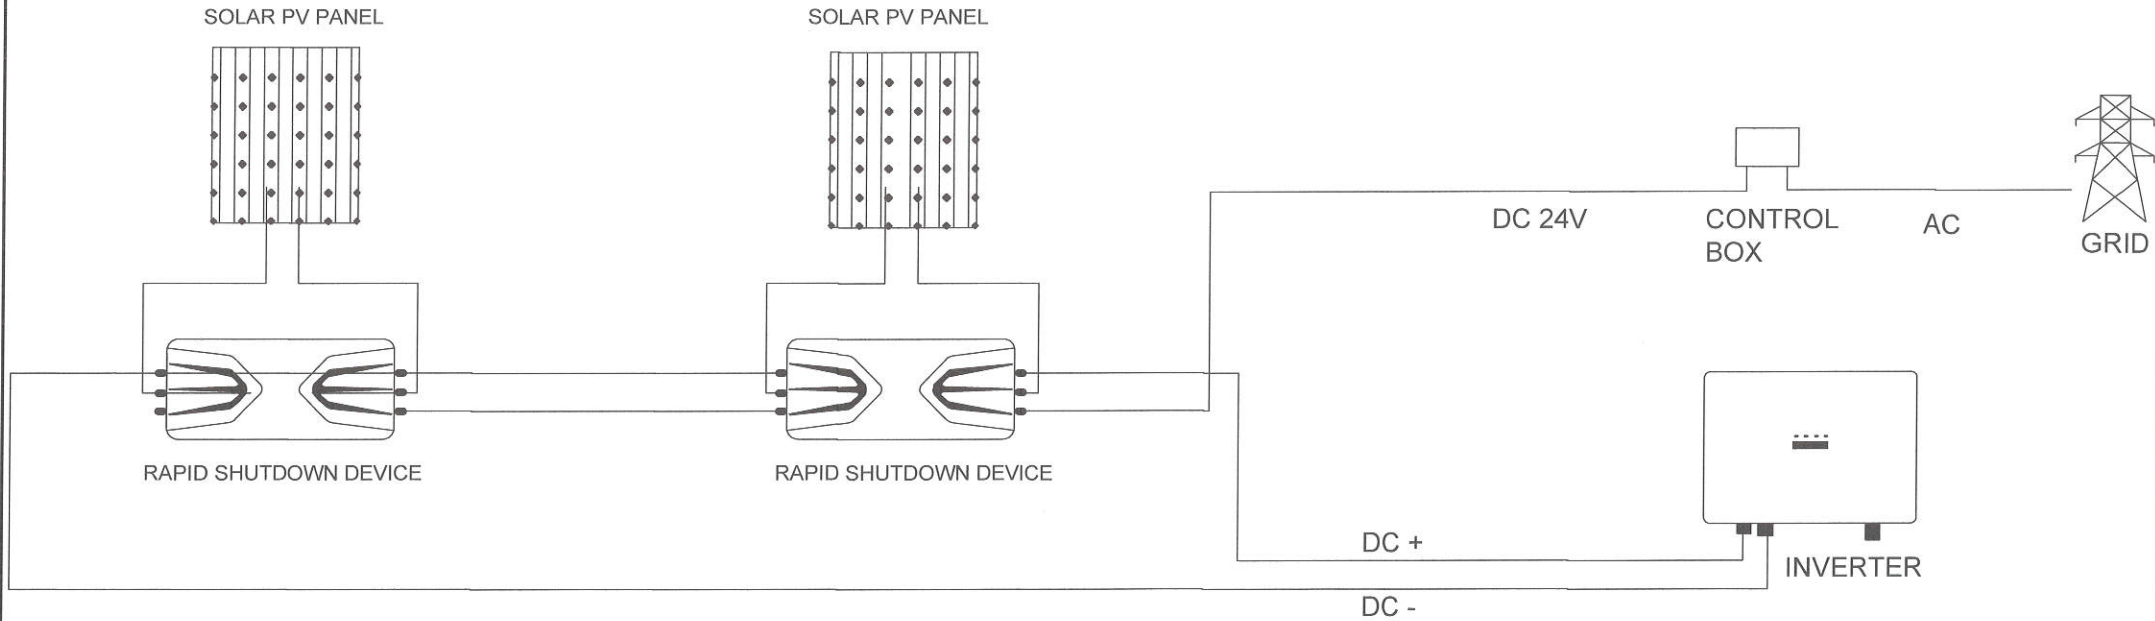 SOLAR PV PANEL
SOLAR PV PANEL
DC 24V
CONTROL
BOX
AC
GRID
RAPID SHUTDOWN DEVICE
RAPID SHUTDOWN DEVICE
DC +
INVERTER
DC -